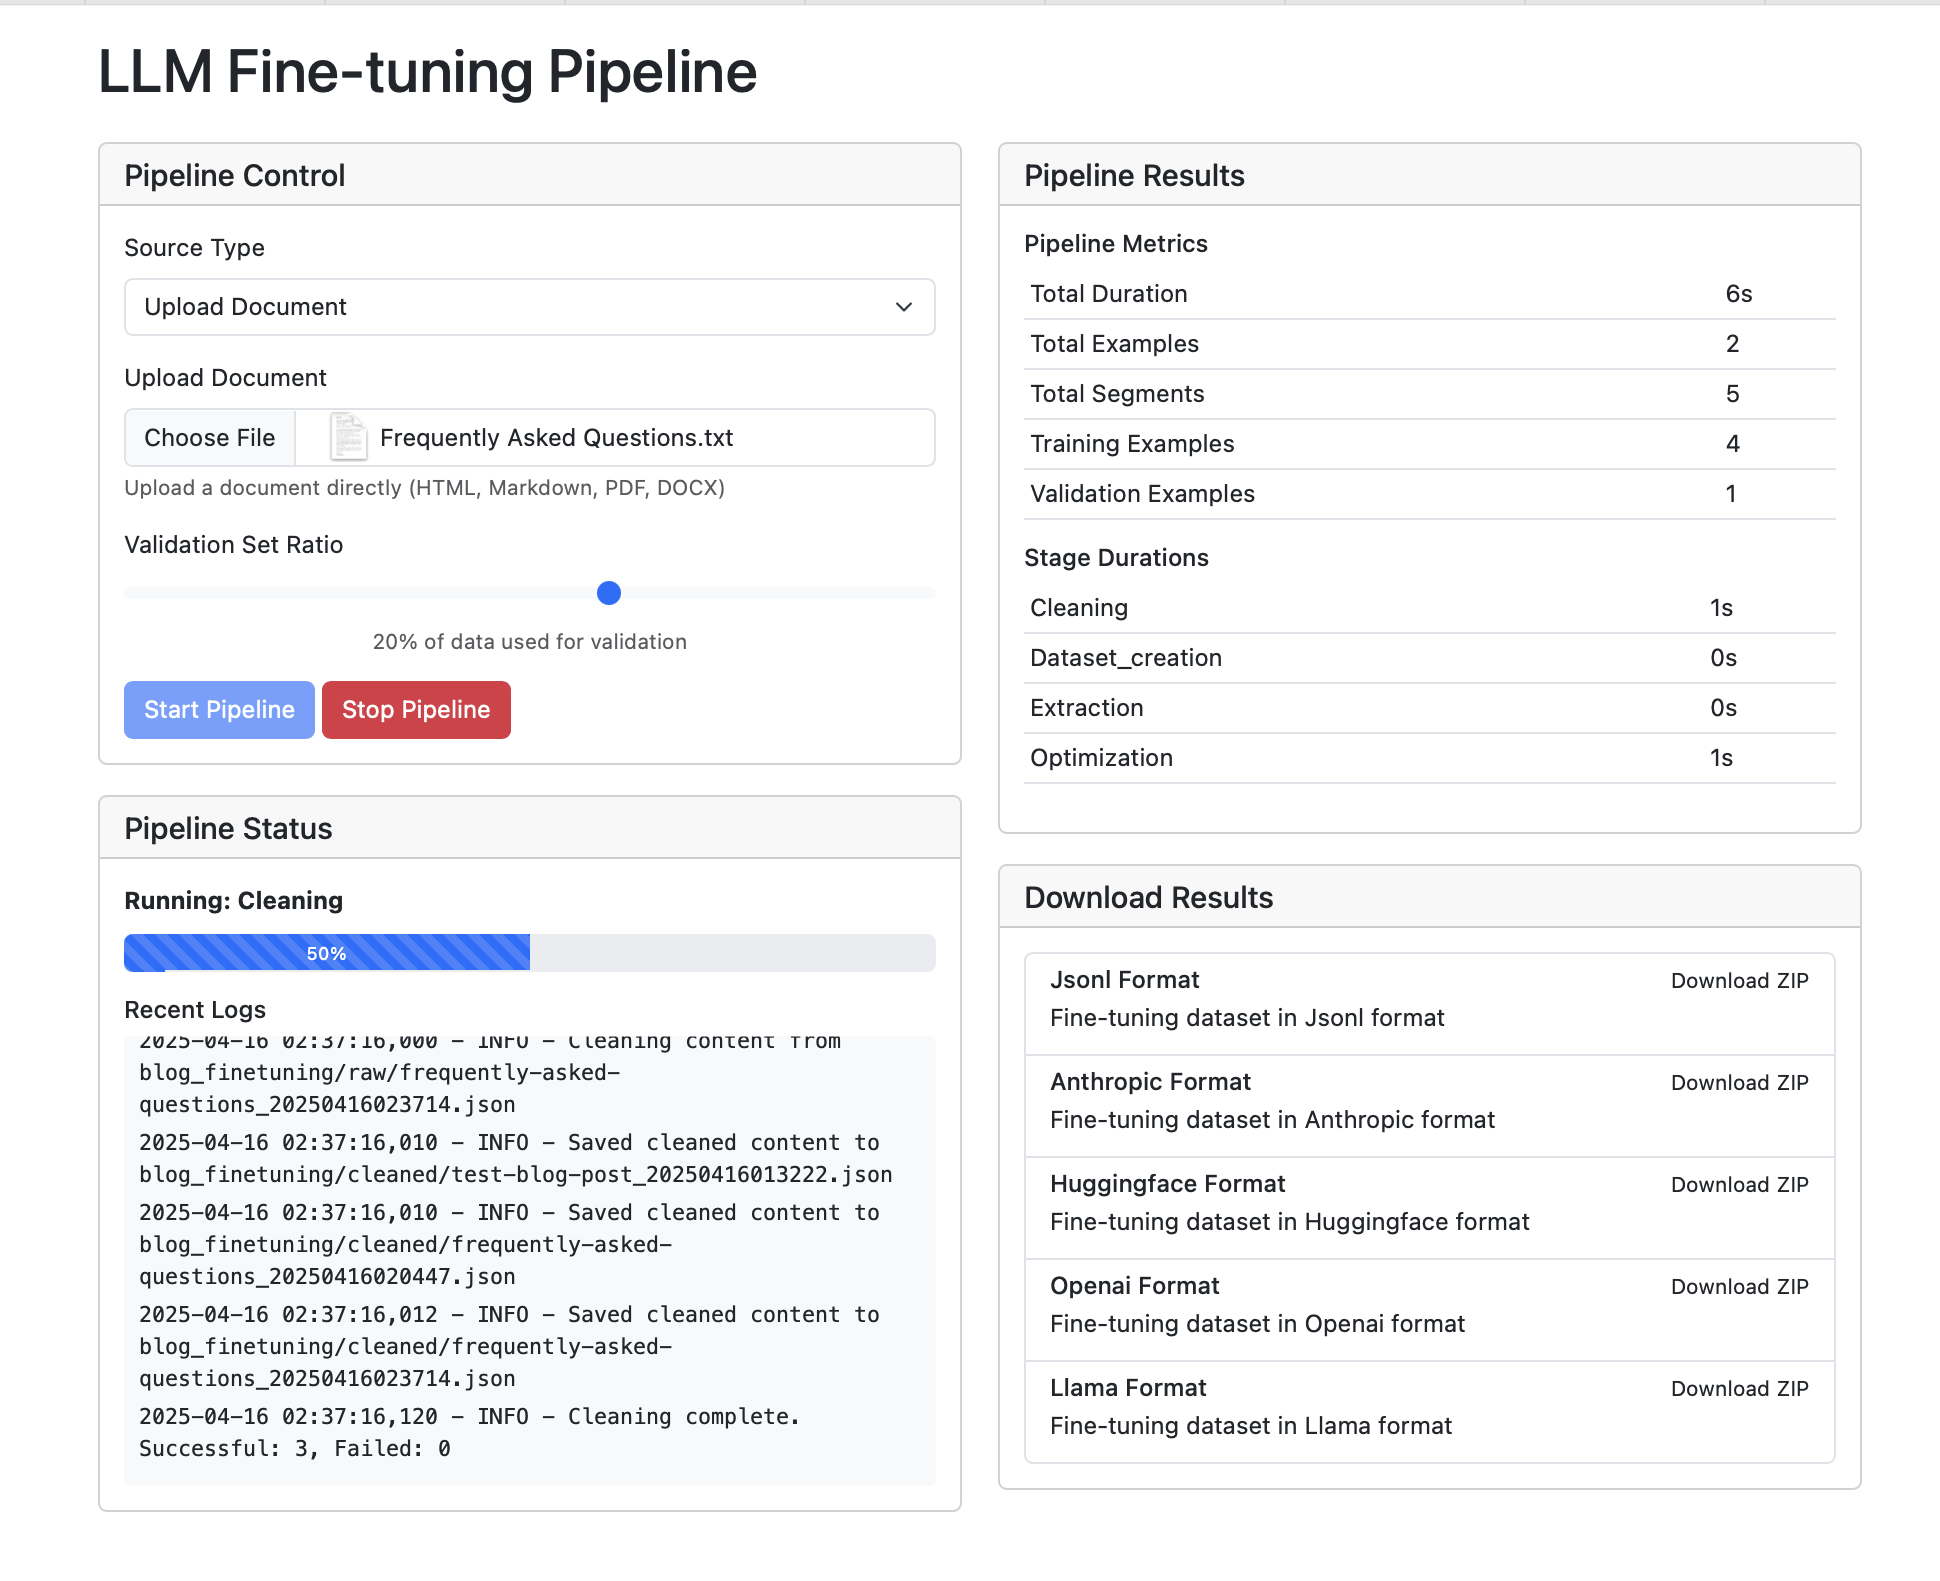 LLM Fine-tuning Pipeline
Pipeline Control
Source Type
Upload Document
Upload Document
Choose File
Frequently Asked Questions.txt
Upload a document directly (HTML, Markdown, PDF, DOCX)
Validation Set Ratio
20% of data used for validation
Start Pipeline
Stop Pipeline
Pipeline Status
Running: Cleaning
50%
Recent Logs
2025-04-16 02:37:16,000 - INFO - Cleaning content from
blog_finetuning/raw/frequently-asked-
questions_20250416023714.json
2025-04-16 02:37:16,010 - INFO - Saved cleaned content to
blog_finetuning/cleaned/test-blog-post_20250416013222.json
2025-04-16 02:37:16,010 - INFO - Saved cleaned content to
blog_finetuning/cleaned/frequently-asked-
questions_20250416020447.json
2025-04-16 02:37:16,012 - INFO - Saved cleaned content to
blog_finetuning/cleaned/frequently-asked-
questions_20250416023714.json
2025-04-16 02:37:16,120 - INFO - Cleaning complete.
Successful: 3, Failed: 0
Pipeline Results
Pipeline Metrics
Total Duration 6s
Total Examples 2
Total Segments 5
Training Examples 4
Validation Examples 1
Stage Durations
Cleaning 1s
Dataset_creation 0s
Extraction 0s
Optimization 1s
Download Results
Jsonl Format Download ZIP
Fine-tuning dataset in Jsonl format
Anthropic Format Download ZIP
Fine-tuning dataset in Anthropic format
Huggingface Format Download ZIP
Fine-tuning dataset in Huggingface format
Openai Format Download ZIP
Fine-tuning dataset in Openai format
Llama Format Download ZIP
Fine-tuning dataset in Llama format